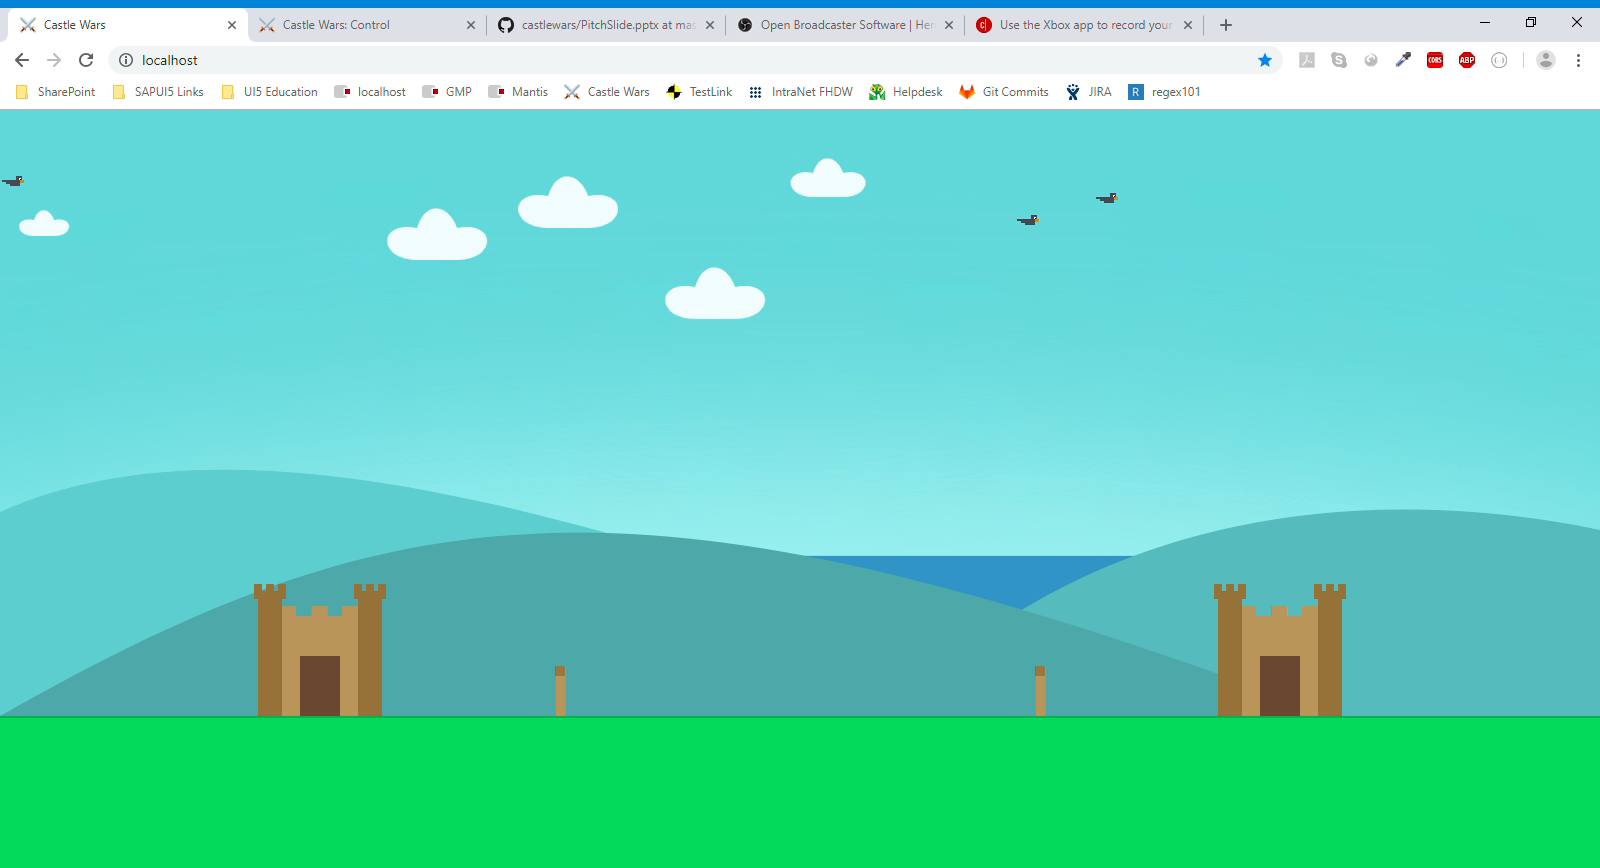 Castle Wars
Castle Wars: Control
castlewars/PitchSlide.pptx at mas
Open Broadcaster Software | Her
Use the Xbox app to record your
localhost
SharePoint
SAPUI5 Links
UI5 Education
localhost
GMP
Mantis
Castle Wars
TestLink
IntraNet FHDW
Helpdesk
Git Commits
JIRA
R
regex101
S
CORS
ABP